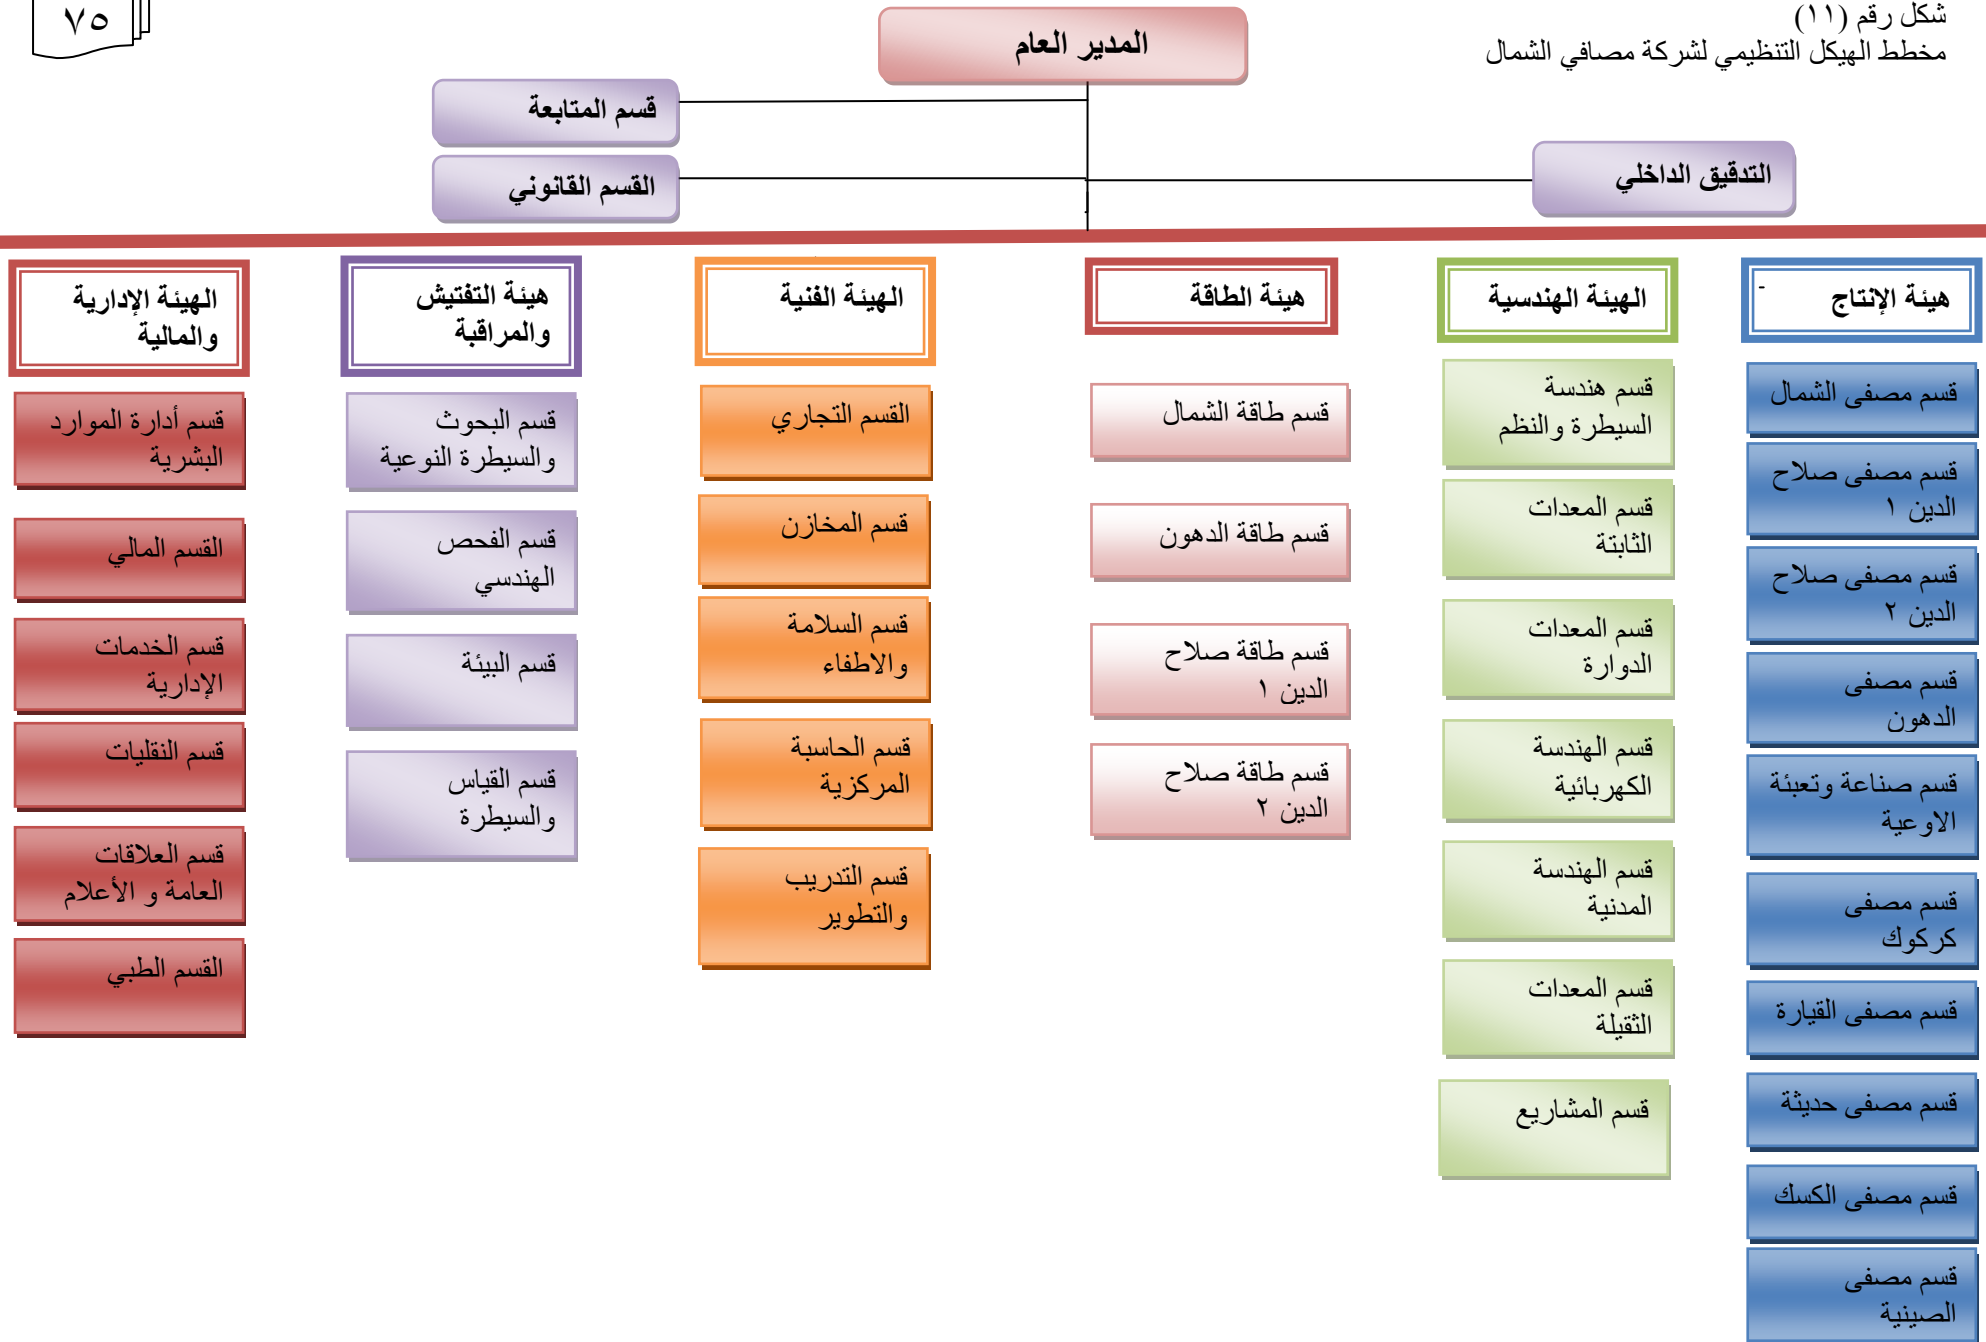 شكل رقم (١١)
مخطط الهيكل التنظيمي لشركة مصافي الشمال
٧٥
المدير العام
قسم المتابعة
القسم القانوني
التدقيق الداخلي
هيئة الإنتاج
-
قسم مصفى الشمال
قسم مصفى صلاح
الدين ١
قسم مصفى صلاح
الدين ٢
قسم مصفى
الدهون
قسم صناعة وتعبئة
الاوعية
قسم مصفى
كركوك
قسم مصفى القيارة
قسم مصفى حديثة
قسم مصفى الكسك
قسم مصفى
الصينية
الهيئة الهندسية
قسم هندسة
السيطرة والنظم
قسم المعدات
الثابتة
قسم المعدات
الدوارة
قسم الهندسة
الكهربائية
قسم الهندسة
المدنية
قسم المعدات
الثقيلة
قسم المشاريع
هيئة الطاقة
قسم طاقة الشمال
قسم طاقة الدهون
قسم طاقة صلاح
الدين ١
قسم طاقة صلاح
الدين ٢
الهيئة الفنية
القسم التجاري
قسم المخازن
قسم السلامة
والاطفاء
قسم الحاسبة
المركزية
قسم التدريب
والتطوير
هيئة التفتيش
والمراقبة
قسم البحوث
والسيطرة النوعية
قسم الفحص
الهندسي
قسم البيئة
قسم القياس
والسيطرة
الهيئة الإدارية
والمالية
قسم أدارة الموارد
البشرية
القسم المالي
قسم الخدمات
الإدارية
قسم النقليات
قسم العلاقات
العامة و الأعلام
القسم الطبي